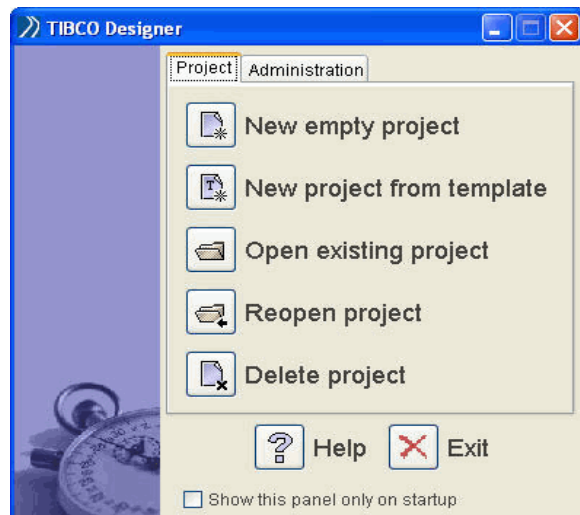 TIBCO Designer
Project Administration
New empty project
New project from template
Open existing project
Reopen project
Delete project
Help Exit
Show this panel only on startup